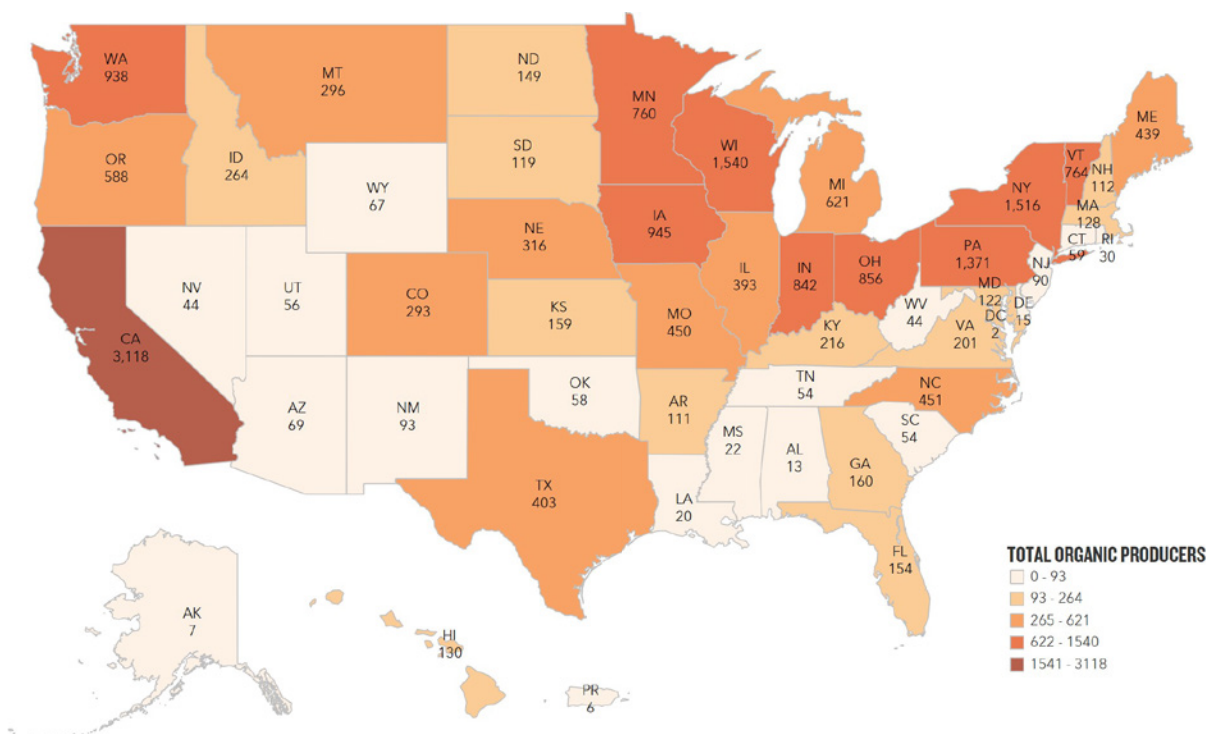 WA
938
MT
296
ND
149
MN
760
ME
439
OR
588
ID
264
WY
67
SD
119
WI
1,540
MI
621
VT
764
NH
112
NY
1,516
MA
128
CT
59
RI
30
NE
316
IA
945
PA
1,371
NJ
90
NV
44
UT
56
CO
293
KS
159
MO
450
IL
393
IN
842
OH
856
WV
44
MD
122
DE
15
DC
2
VA
201
KY
216
CA
3,118
AZ
69
NM
93
OK
58
AR
111
TN
54
NC
451
SC
54
MS
22
AL
13
GA
160
TX
403
LA
20
FL
154
AK
7
HI
130
PR
6
TOTAL ORGANIC PRODUCERS
0 - 93
93 - 264
265 - 621
622 - 1540
1541 - 3118